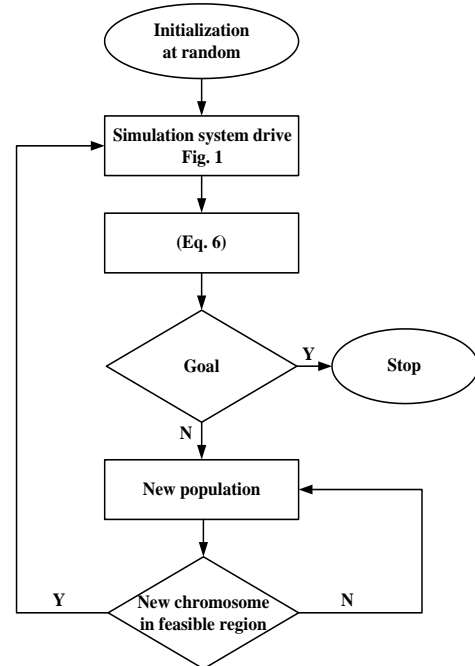 Initialization
at random
Simulation system drive
Fig. 1
(Eq. 6)
Goal
Y
Stop
N
New population
New chromosome
in feasible region
Y
N